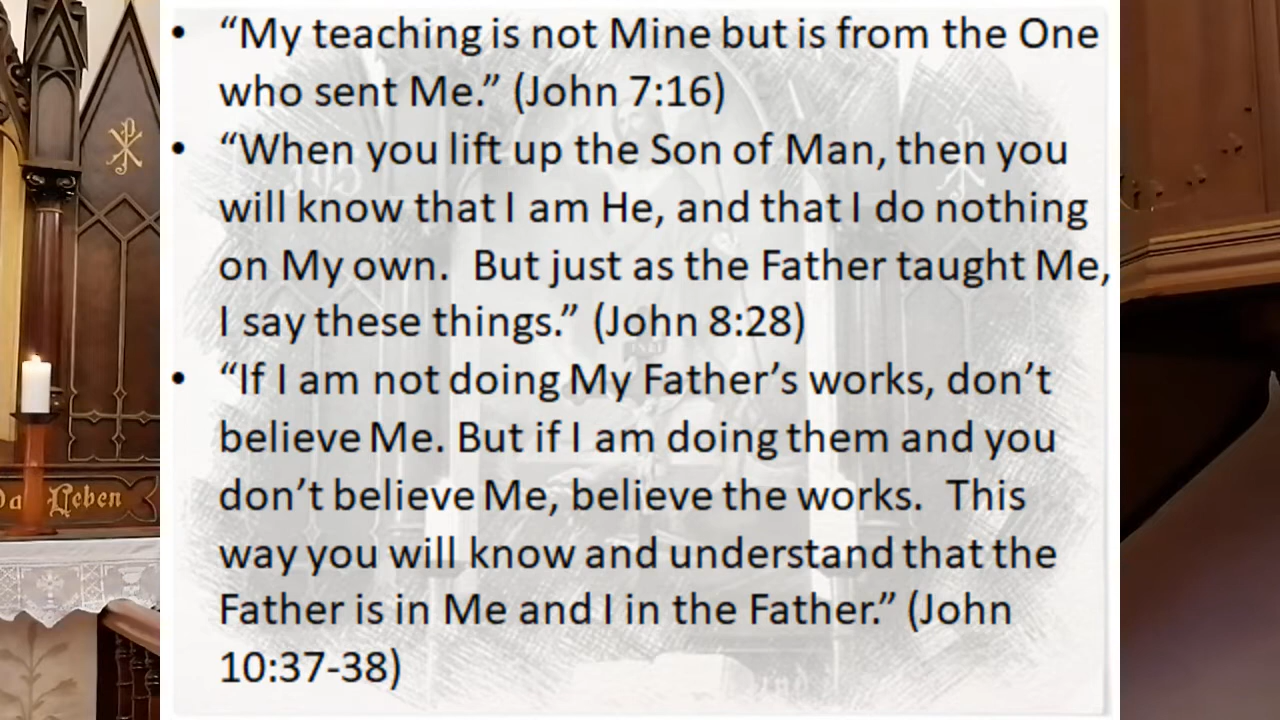 • “My teaching is not Mine but is from the One
who sent Me.” (John 7:16)
• “When you lift up the Son of Man, then you
will know that I am He, and that I do nothing
on My own.  But just as the Father taught Me,
I say these things.” (John 8:28)
• “If I am not doing My Father’s works, don’t
believe Me. But if I am doing them and you
don’t believe Me, believe the works.  This
way you will know and understand that the
Father is in Me and I in the Father.” (John
10:37-38)
Leben